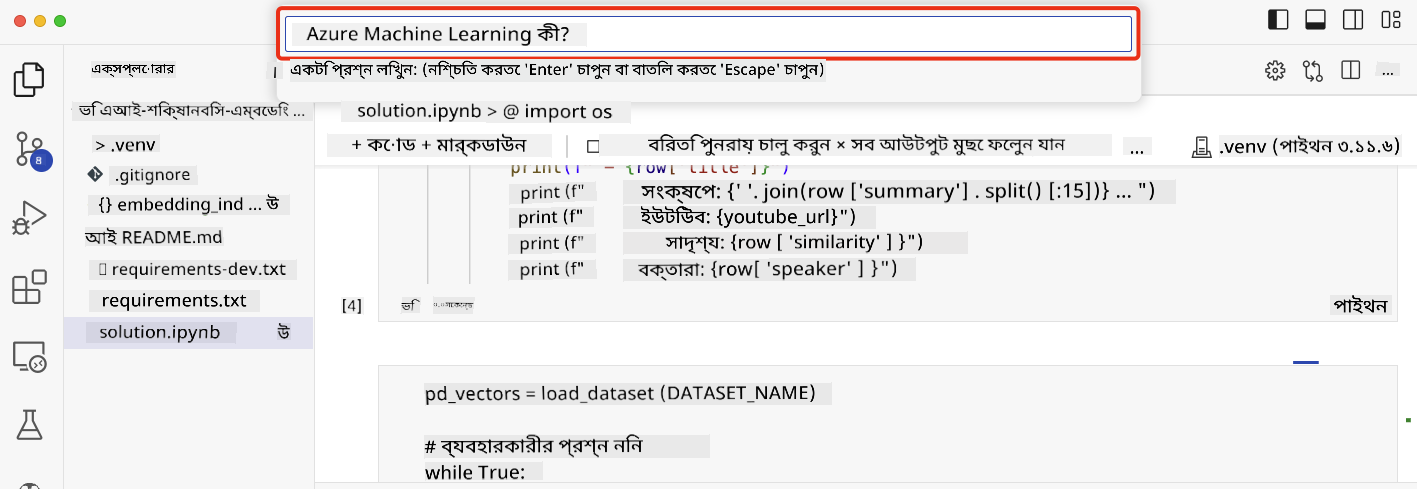 Azure Machine Learning কী?
একটি প্রশ্ন লিখুন: (নিশ্চিত করতে 'Enter' চাপুন বা বাতিল করতে 'Escape' চাপুন)
এক্সপ্লোরার
ভিএআই-শিক্ষানবিস-এমবেডিং ...
> .venv
8
.gitignore
{} embedding_ind ... উ
আই README.md
requirements-dev.txt
requirements.txt
solution.ipynb উ
...
solution.ipynb > @ import os
+ কোড + মার্কডাউন
বিরতি পুনরায় চালু করুন × সব আউটপুট মুছে ফেলুন যান ...
.venv (পাইথন ৩.১১.৬)
print(f" – {row[ 'title' ]}")
print (f" সংক্ষেপ: {' '. join(row ['summary'] . split() [:15])} ... ")
print (f" ইউটিউব: {youtube_url}")
print (f" সাদৃশ্য: {row [ 'similarity' ] }")
print (f" বক্তারা: {row[ 'speaker' ] }")
[4] ভি
পাইথন
pd_vectors = load_dataset (DATASET_NAME)
# ব্যবহারকারীর প্রশ্ন নিন
while True: